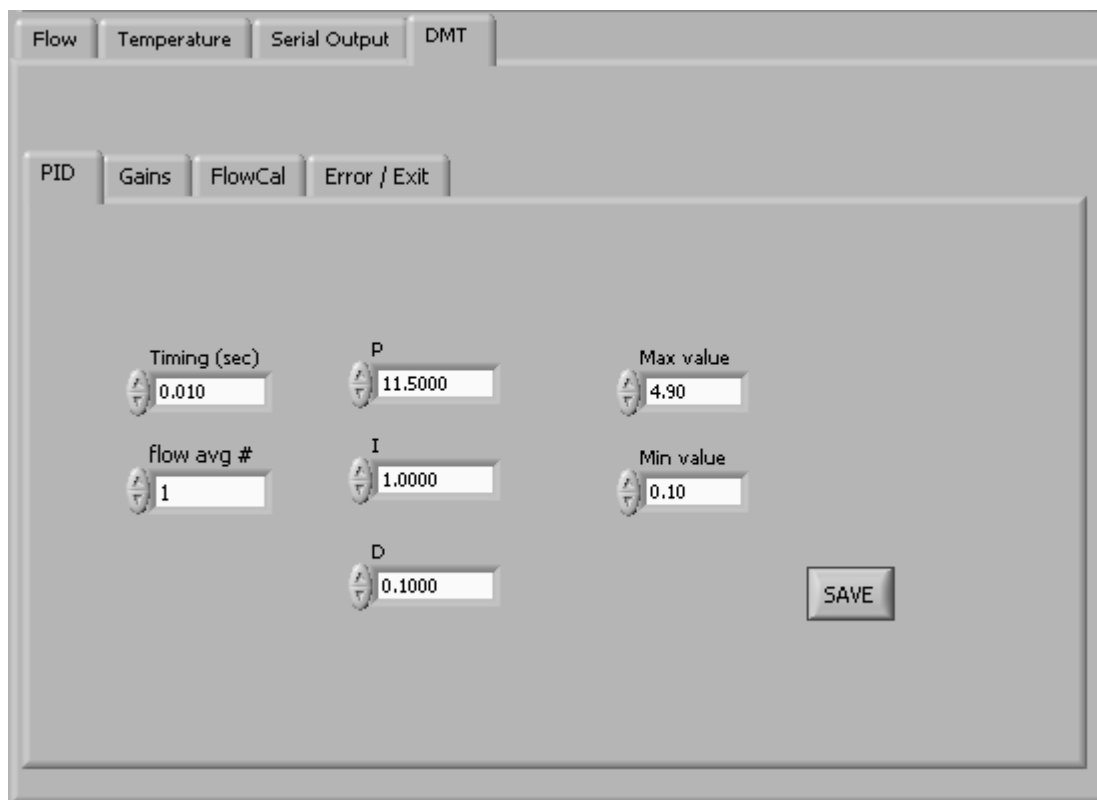 Flow Temperature Serial Output DMT
PID Gains FlowCal Error / Exit
Timing (sec) P Max value
0.010 11.5000 4.90
flow avg # I Min value
1 1.0000 0.10
D
0.1000
SAVE